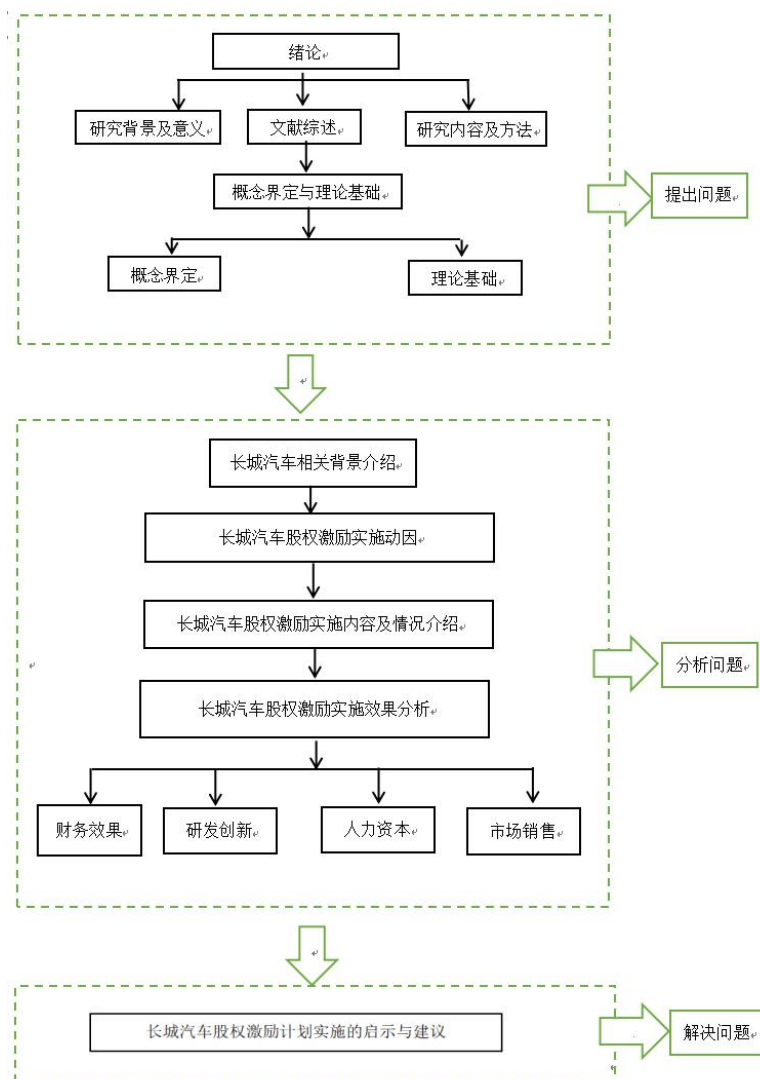 绪论
研究背景及意义
文献综述
研究内容及方法
概念界定与理论基础
提出问题
概念界定
理论基础
长城汽车相关背景介绍
长城汽车股权激励实施动因
长城汽车股权激励实施内容及情况介绍
分析问题
长城汽车股权激励实施效果分析
财务效果
研发创新
人力资本
市场销售
长城汽车股权激励计划实施的启示与建议
解决问题